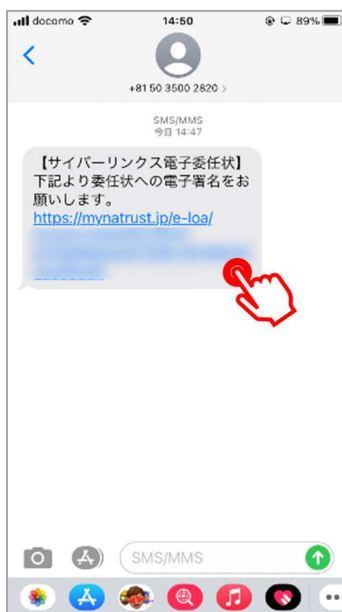 docomo 14:50 89%
+81 50 3500 2820 >
SMS/MMS
今日 14:47
【サイバーリンクス電子委任状】
下記より委任状への電子署名をお
願いします。
https://mynatrust.jp/e-loa/
SMS/MMS